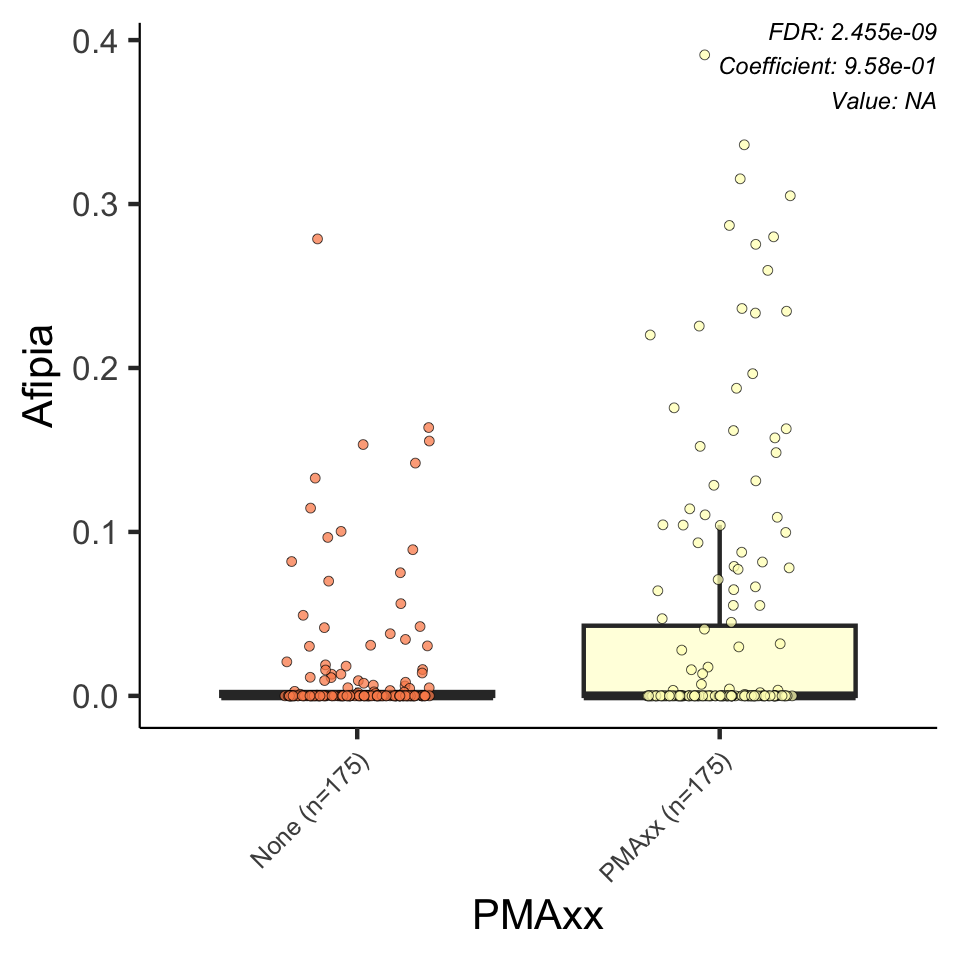 FDR: 2.455e-09
Coefficient: 9.58e-01
Value: NA
0.4
0.3
0.2
0.1
0.0
Afipia
None (n=175)
PMAxx (n=175)
PMAxx